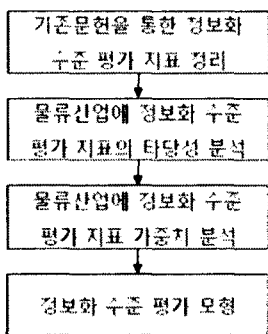 기존문헌을 통한 정보화
수준 평가 지표 정리
물류산업에 정보화 수준
평가 지표의 타당성 분석
물류산업에 정보화 수준
평가 지표 가중치 분석
정보화 수준 평가 모형